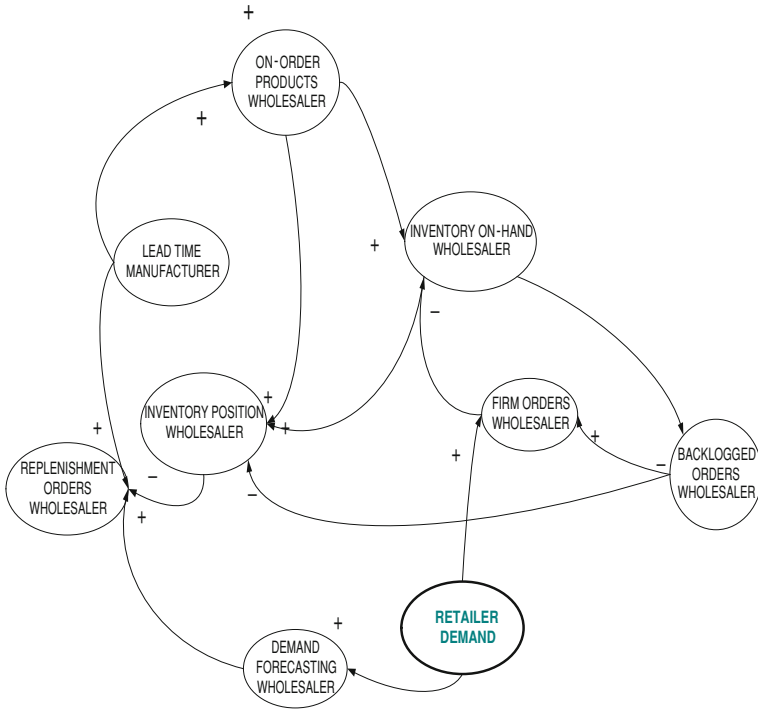 +
ON-ORDER
PRODUCTS
WHOLESALER
+
INVENTORY ON-HAND
WHOLESALER
+
LEAD TIME
MANUFACTURER
−
INVENTORY POSITION
WHOLESALER
+
+
FIRM ORDERS
WHOLESALER
+
+
+
BACKLOGGED
ORDERS
WHOLESALER
−
REPLENISHMENT
ORDERS
WHOLESALER
−
−
+
RETAILER
DEMAND
+
DEMAND
FORECASTING
WHOLESALER